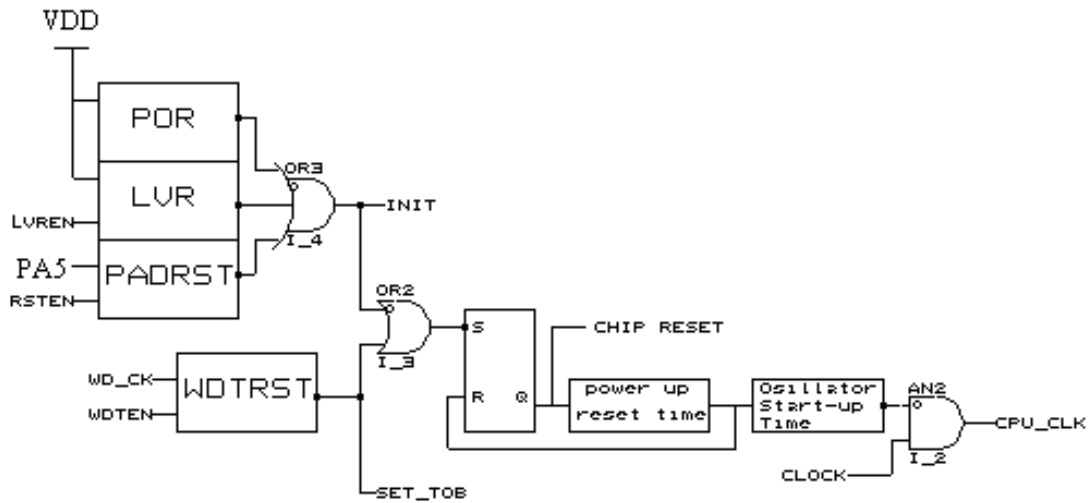 VDD
POR
LVR
LVREN
PA5
PADRST
RSTEN
OR3
I_4
INIT
OR2
I_3
WD_CK
WDTEN
WDTRST
SET_TOB
S
R
Q
CHIP RESET
power up
reset time
Osillator
Start-up
Time
AN2
I_2
CLOCK
CPU_CLK